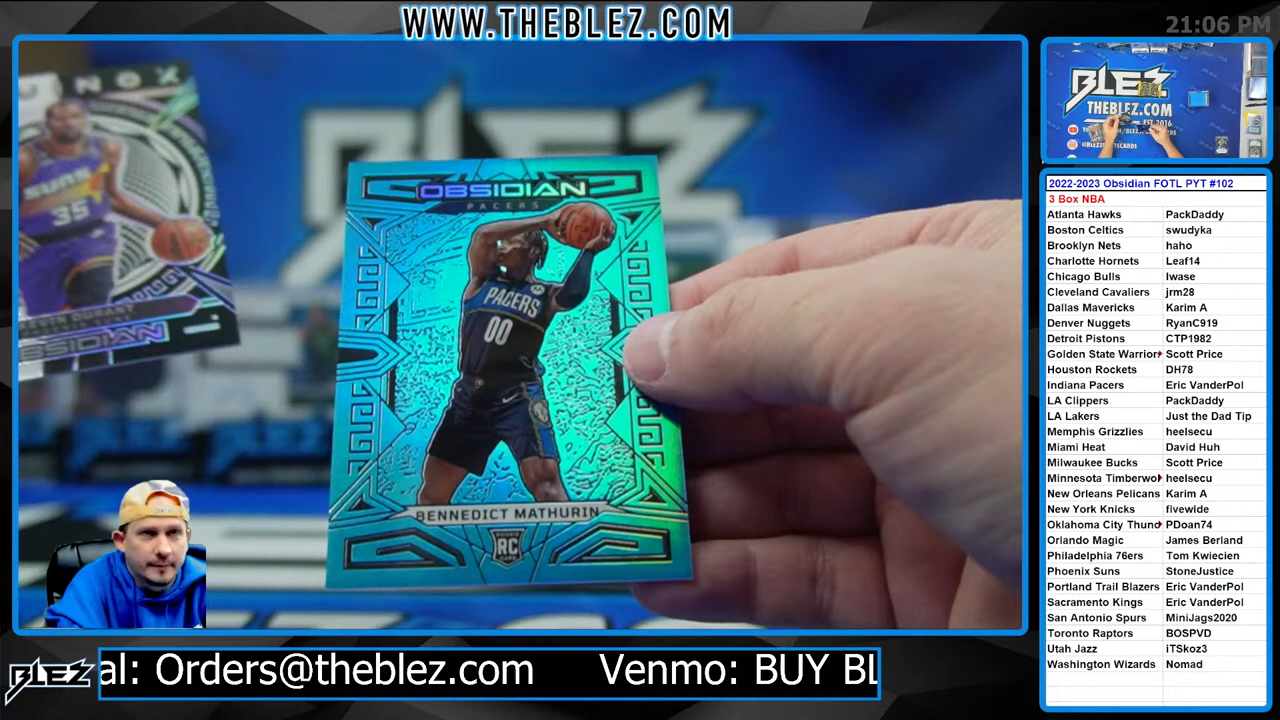 WWW.THEBLEZ.COM
21:06 PM
SUNS
35
OBSIDIAN
OBSIDIAN
PACERS
PACERS
00
BENNEDICT MATHURIN
RC
BLEZ
THEBLEZ.COM
EST. 2016
2022-2023 Obsidian FOTL PYT #102
3 Box NBA
Atlanta Hawks PackDaddy
Boston Celtics swudyka
Brooklyn Nets haho
Charlotte Hornets Leaf14
Chicago Bulls Iwase
Cleveland Cavaliers jrm28
Dallas Mavericks Karim A
Denver Nuggets RyanC919
Detroit Pistons CTP1982
Golden State Warrior Scott Price
Houston Rockets DH78
Indiana Pacers Eric VanderPol
LA Clippers PackDaddy
LA Lakers Just the Dad Tip
Memphis Grizzlies heelsecu
Miami Heat David Huh
Milwaukee Bucks Scott Price
Minnesota Timberwo heelsecu
New Orleans Pelicans Karim A
New York Knicks fivewide
Oklahoma City Thund PDoan74
Orlando Magic James Berland
Philadelphia 76ers Tom Kwiecien
Phoenix Suns StoneJustice
Portland Trail Blazers Eric VanderPol
Sacramento Kings Eric VanderPol
San Antonio Spurs MiniJags2020
Toronto Raptors BOSPVD
Utah Jazz iTSkoz3
Washington Wizards Nomad
BLEZ
al: Orders@theblez.com Venmo: BUY BL